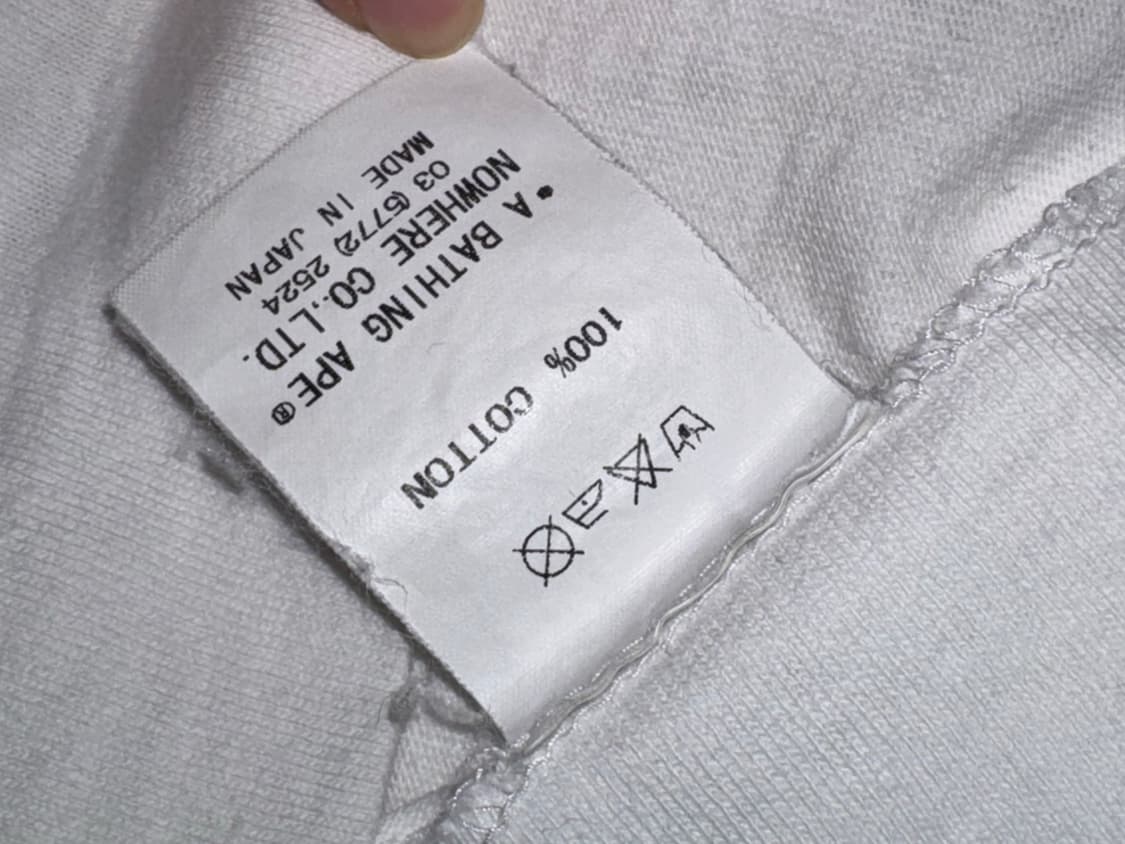 100% COTTON
•A BATHING APE®
NOWHERE CO.,LTD.
03 (5772) 2524
MADE IN JAPAN